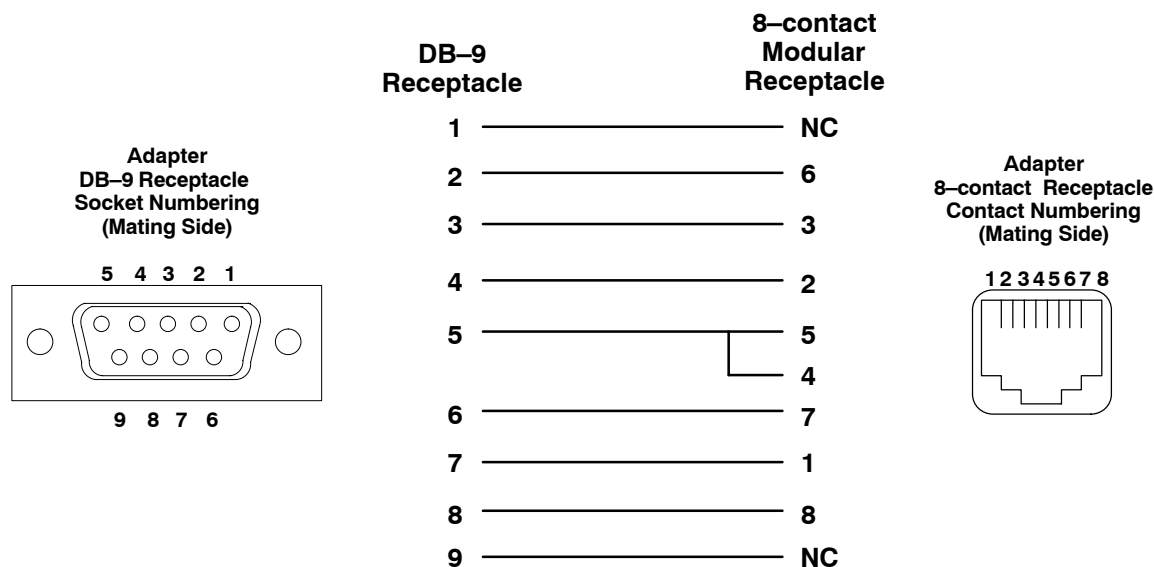 8–contact
Modular
Receptacle
DB–9
Receptacle
1 NC
2 6
3 3
4 2
5 5
4
6 7
7 1
8 8
9 NC
Adapter
DB–9 Receptacle
Socket Numbering
(Mating Side)
5 4 3 2 1
9 8 7 6
Adapter
8–contact Receptacle
Contact Numbering
(Mating Side)
1 2 3 4 5 6 7 8